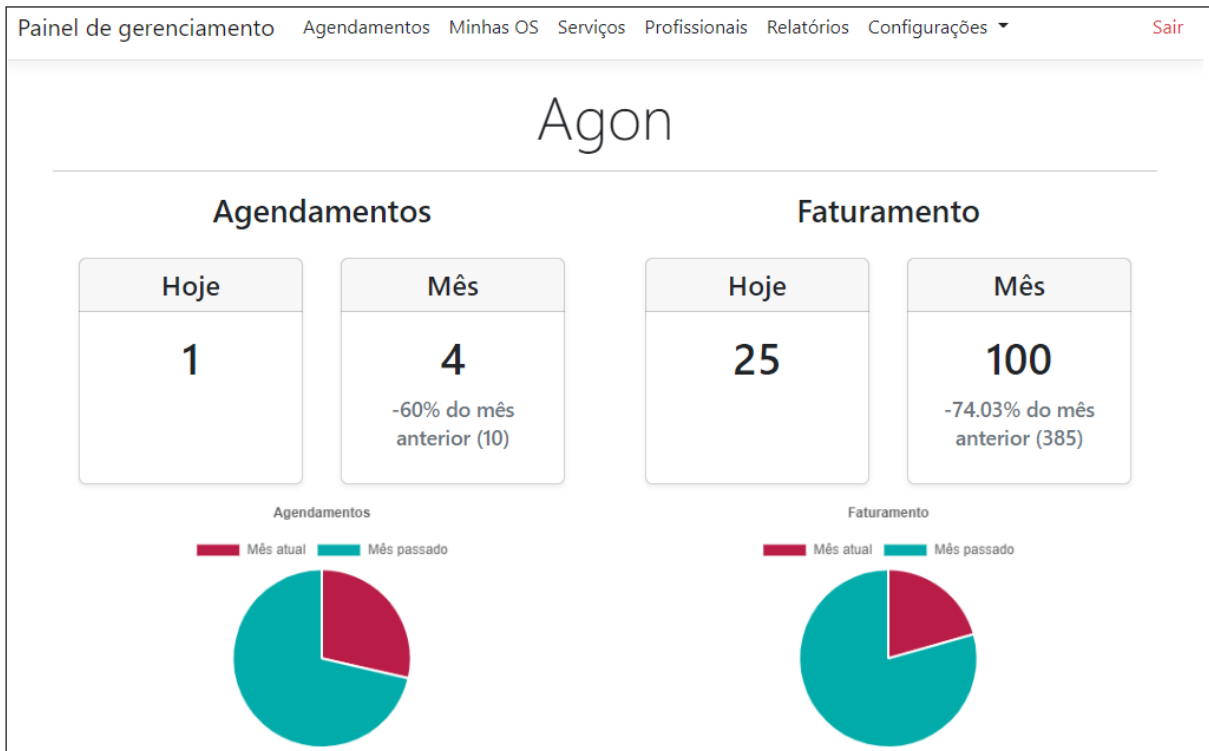 Painel de gerenciamento Agendamentos Minhas OS Serviços Profissionais Relatórios Configurações Sair
Agon
Agendamentos
Hoje
1
Mês
4
-60% do mês
anterior (10)
Faturamento
Hoje
25
Mês
100
-74.03% do mês
anterior (385)
Agendamentos
Mês atual Mês passado
Faturamento
Mês atual Mês passado